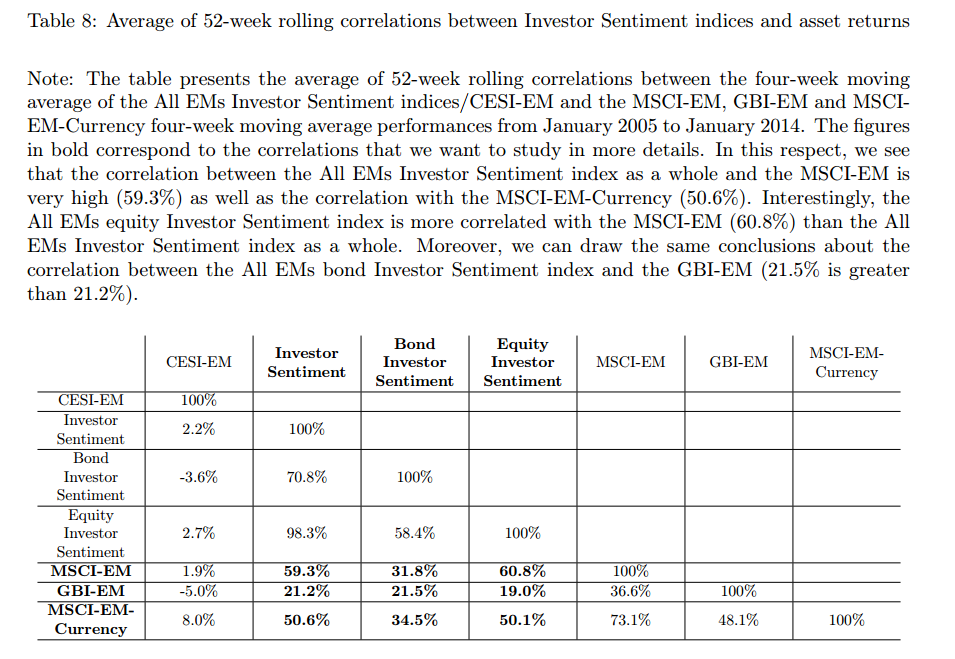 Table 8: Average of 52-week rolling correlations between Investor Sentiment indices and asset returns
Note: The table presents the average of 52-week rolling correlations between the four-week moving
average of the All EMs Investor Sentiment indices/CESI-EM and the MSCI-EM, GBI-EM and MSCI-
EM-Currency four-week moving average performances from January 2005 to January 2014. The figures
in bold correspond to the correlations that we want to study in more details. In this respect, we see
that the correlation between the All EMs Investor Sentiment index as a whole and the MSCI-EM is
very high (59.3%) as well as the correlation with the MSCI-EM-Currency (50.6%). Interestingly, the
All EMs equity Investor Sentiment index is more correlated with the MSCI-EM (60.8%) than the All
EMs Investor Sentiment index as a whole. Moreover, we can draw the same conclusions about the
correlation between the All EMs bond Investor Sentiment index and the GBI-EM (21.5% is greater
than 21.2%).
CESI-EM
Investor
Sentiment
Bond
Investor
Sentiment
Equity
Investor
Sentiment
MSCI-EM
GBI-EM
MSCI-EM-
Currency
CESI-EM 100%
Investor
Sentiment
2.2% 100%
Bond
Investor
Sentiment
-3.6% 70.8% 100%
Equity
Investor
Sentiment
2.7% 98.3% 58.4% 100%
MSCI-EM 1.9% 59.3% 31.8% 60.8% 100%
GBI-EM -5.0% 21.2% 21.5% 19.0% 36.6% 100%
MSCI-EM-
Currency
8.0% 50.6% 34.5% 50.1% 73.1% 48.1% 100%